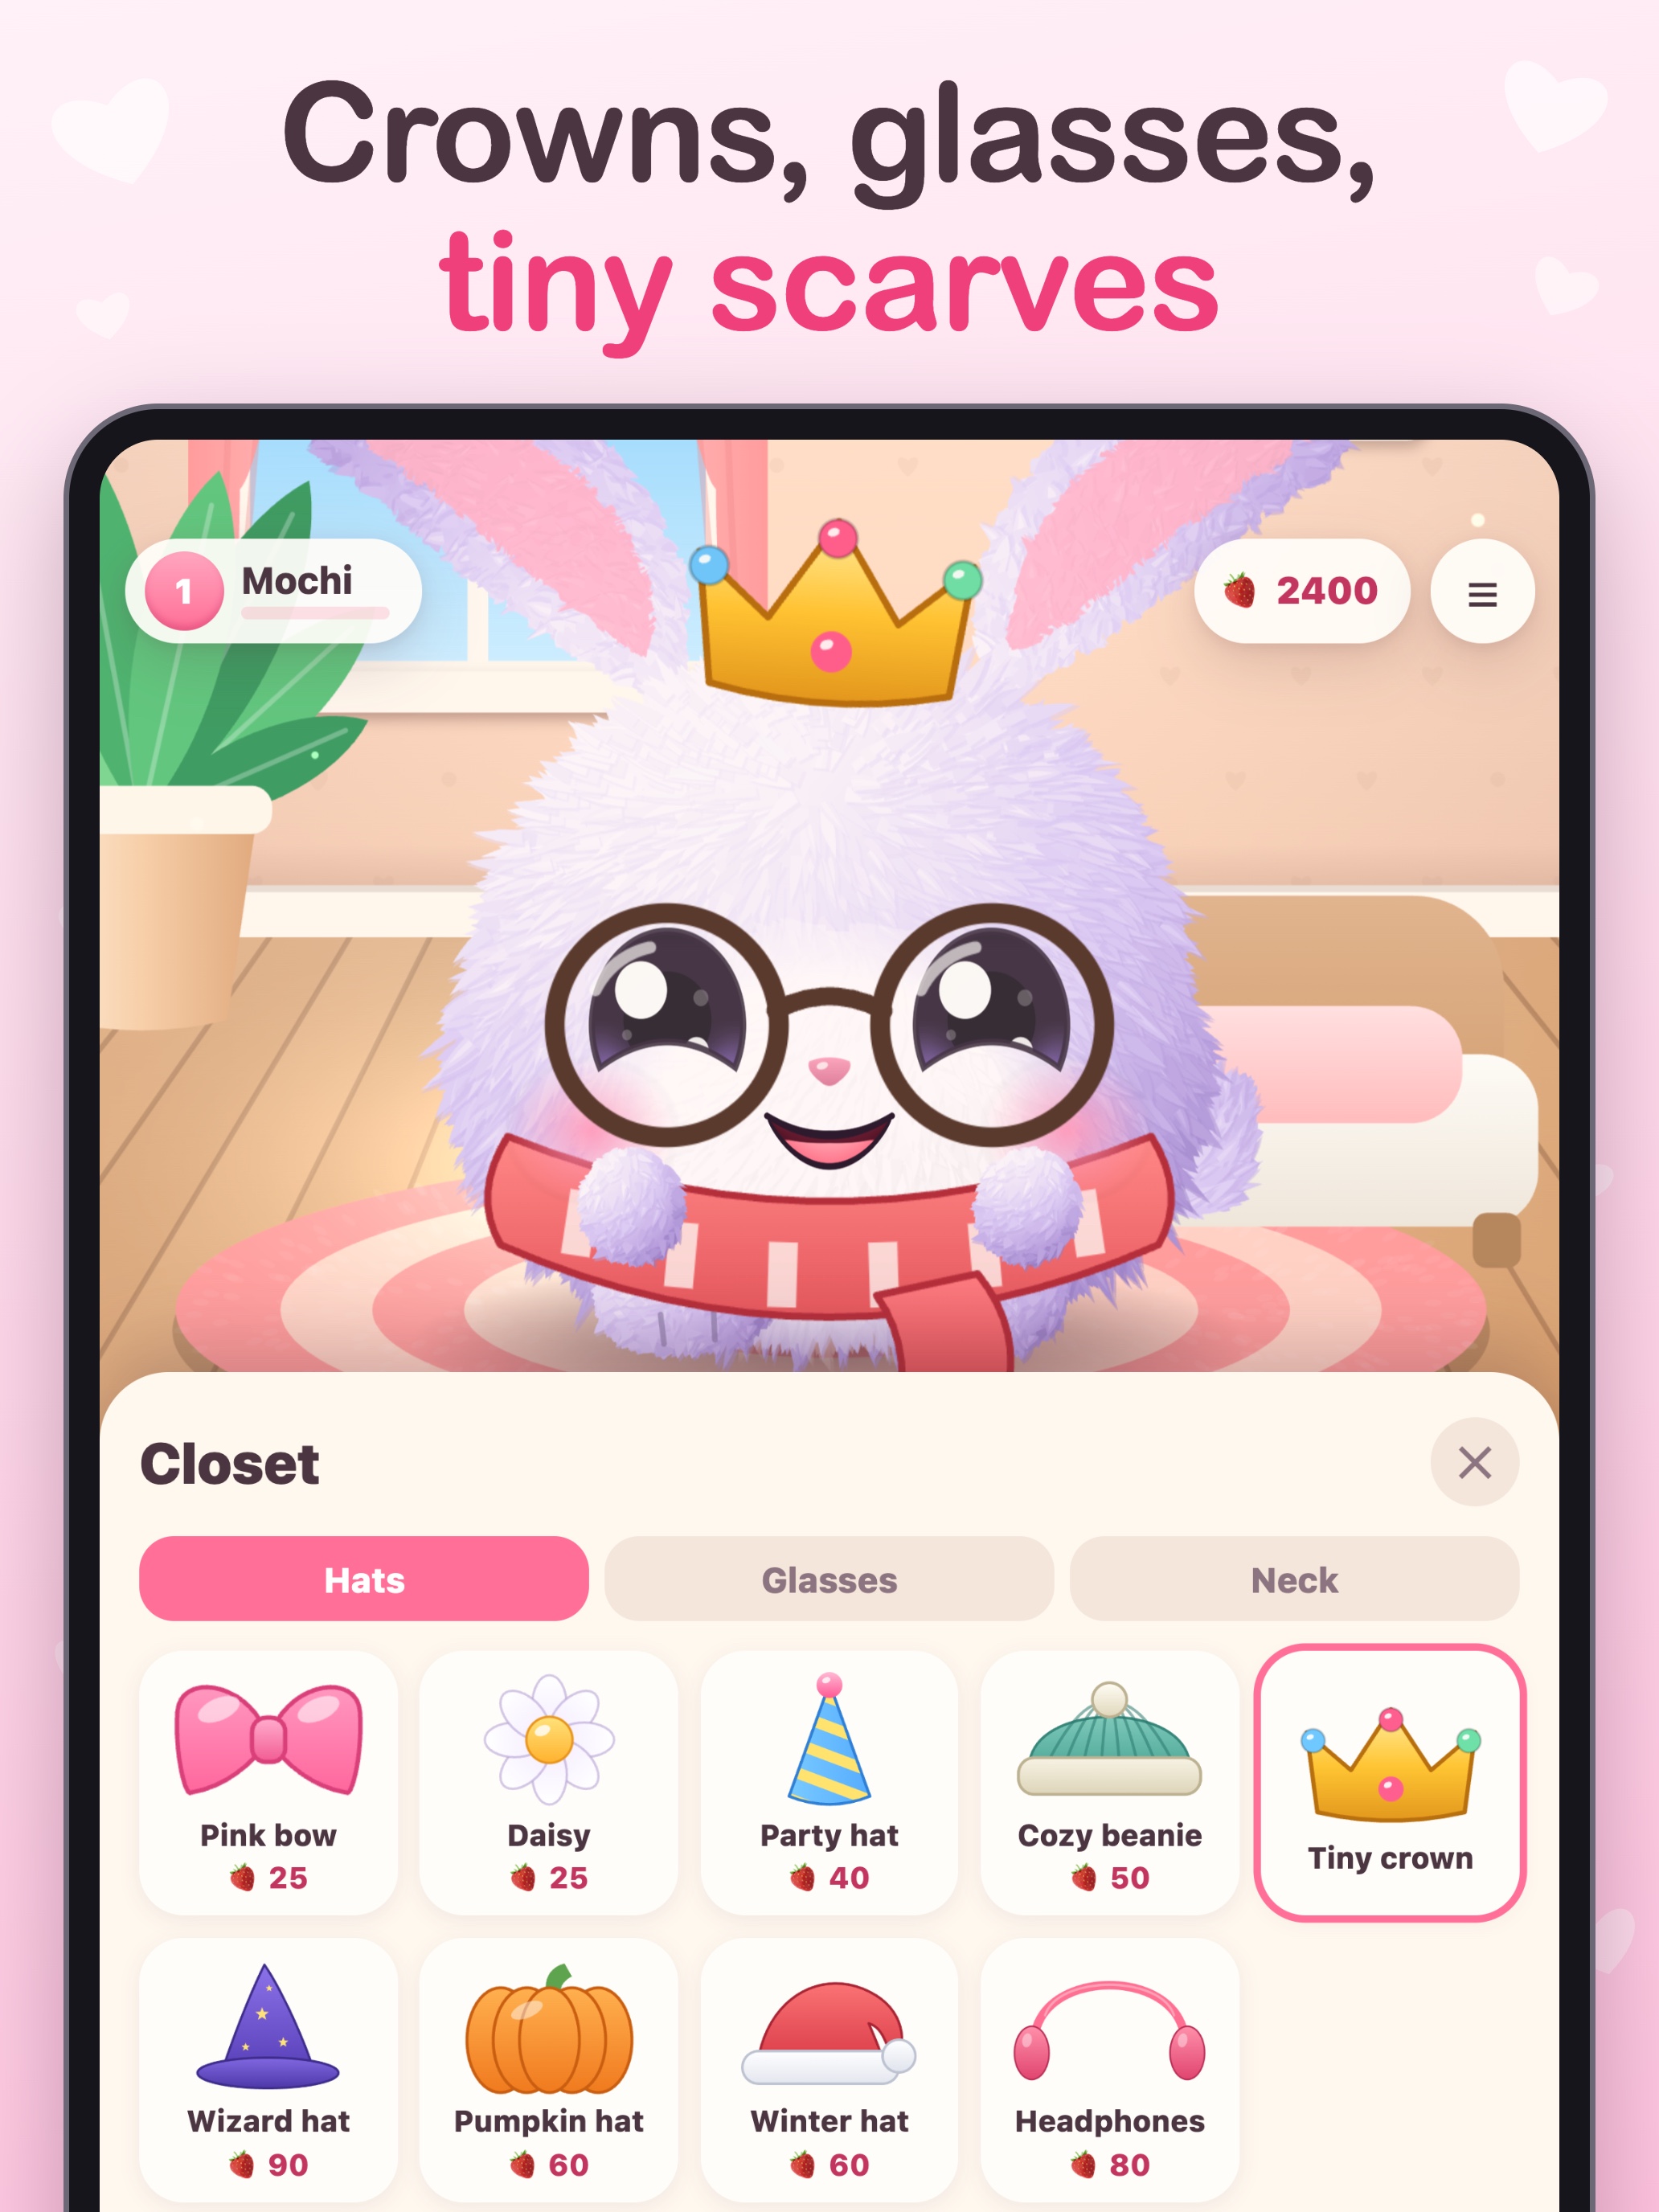 Crowns, glasses,
tiny scarves
1 Mochi
2400
Closet
Hats Glasses Neck
Pink bow Daisy Party hat Cozy beanie Tiny crown
25 25 40 50
Wizard hat Pumpkin hat Winter hat Headphones
90 60 60 80